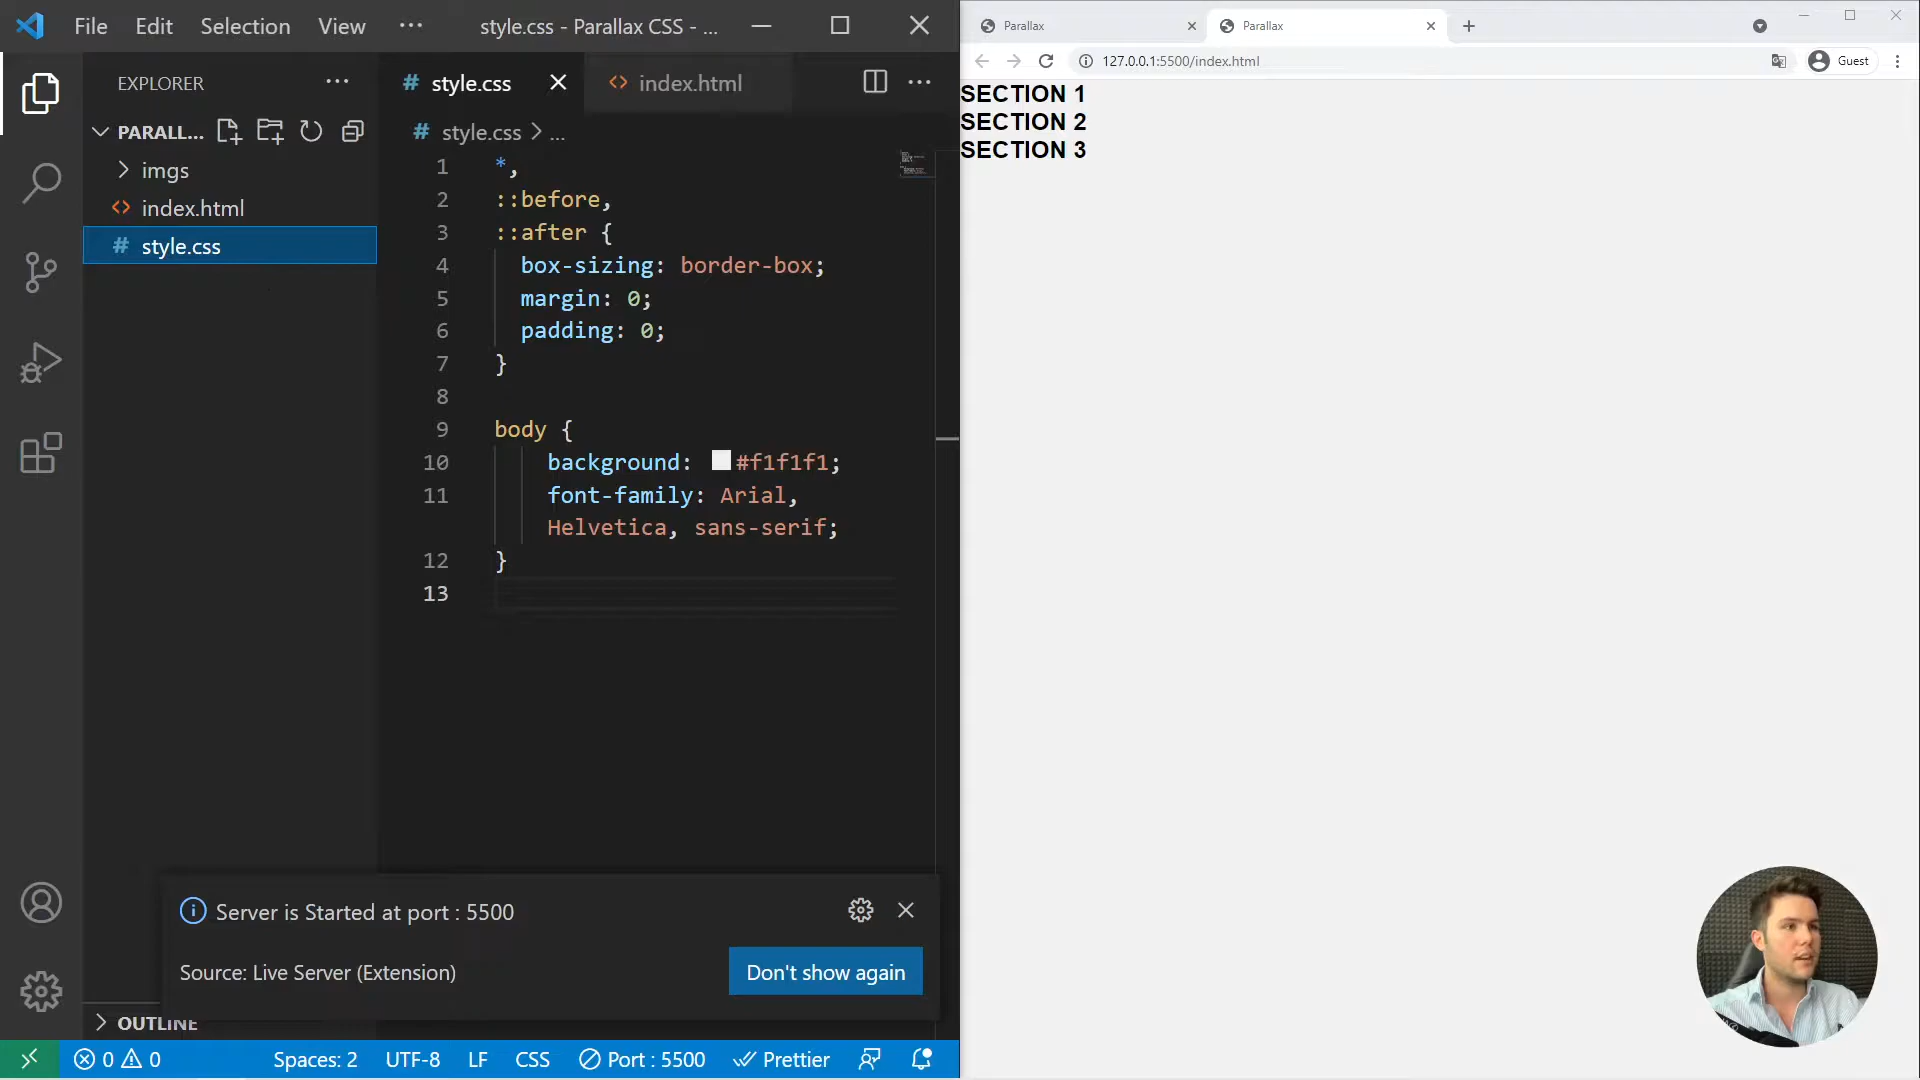 File Edit Selection View ··· style.css - Parallax CSS - ...
EXPLORER
PARALL...
imgs
index.html
style.css
OUTLINE
style.css
index.html
style.css > ...
1 *,
2 ::before,
3 ::after {
4 box-sizing: border-box;
5 margin: 0;
6 padding: 0;
7 }
8
9 body {
10 background: #f1f1f1;
11 font-family: Arial,
Helvetica, sans-serif;
12 }
13
Server is Started at port : 5500
Source: Live Server (Extension)
Don't show again
0 0 Spaces: 2 UTF-8 LF CSS Port : 5500 Prettier
Parallax
Parallax
127.0.0.1:5500/index.html
Guest
SECTION 1
SECTION 2
SECTION 3